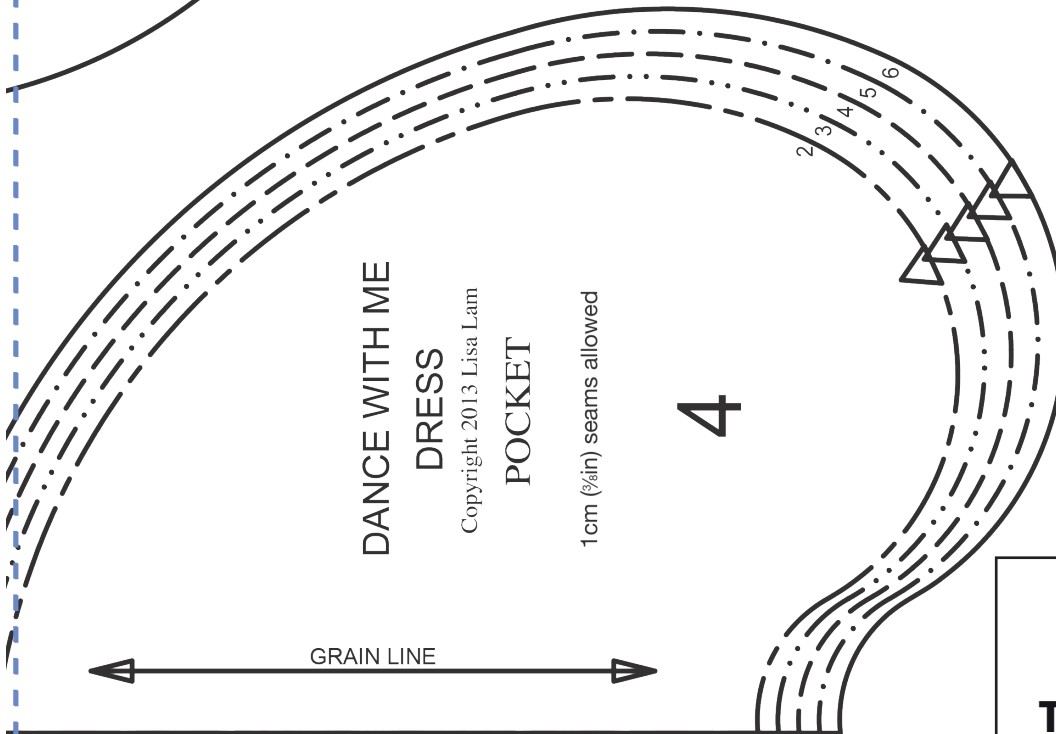 DANCE WITH ME
DRESS
Copyright 2013 Lisa Lam
POCKET
1cm (⅜in) seams allowed
4
2
3
4
5
6
GRAIN LINE
T